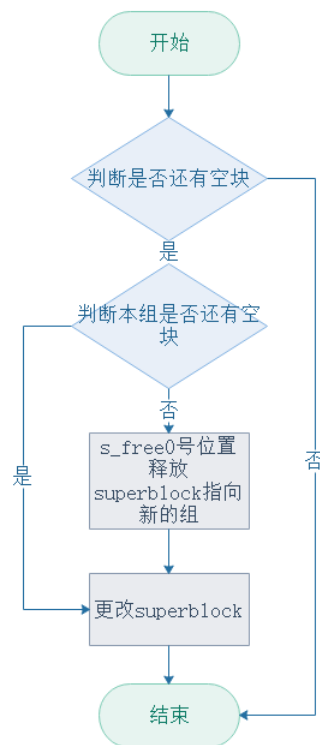 开始
判断是否还有空块
是
判断本组是否还有空
块
否
s_free0号位置
释放
superblock指向
新的组
是
否
更改superblock
结束